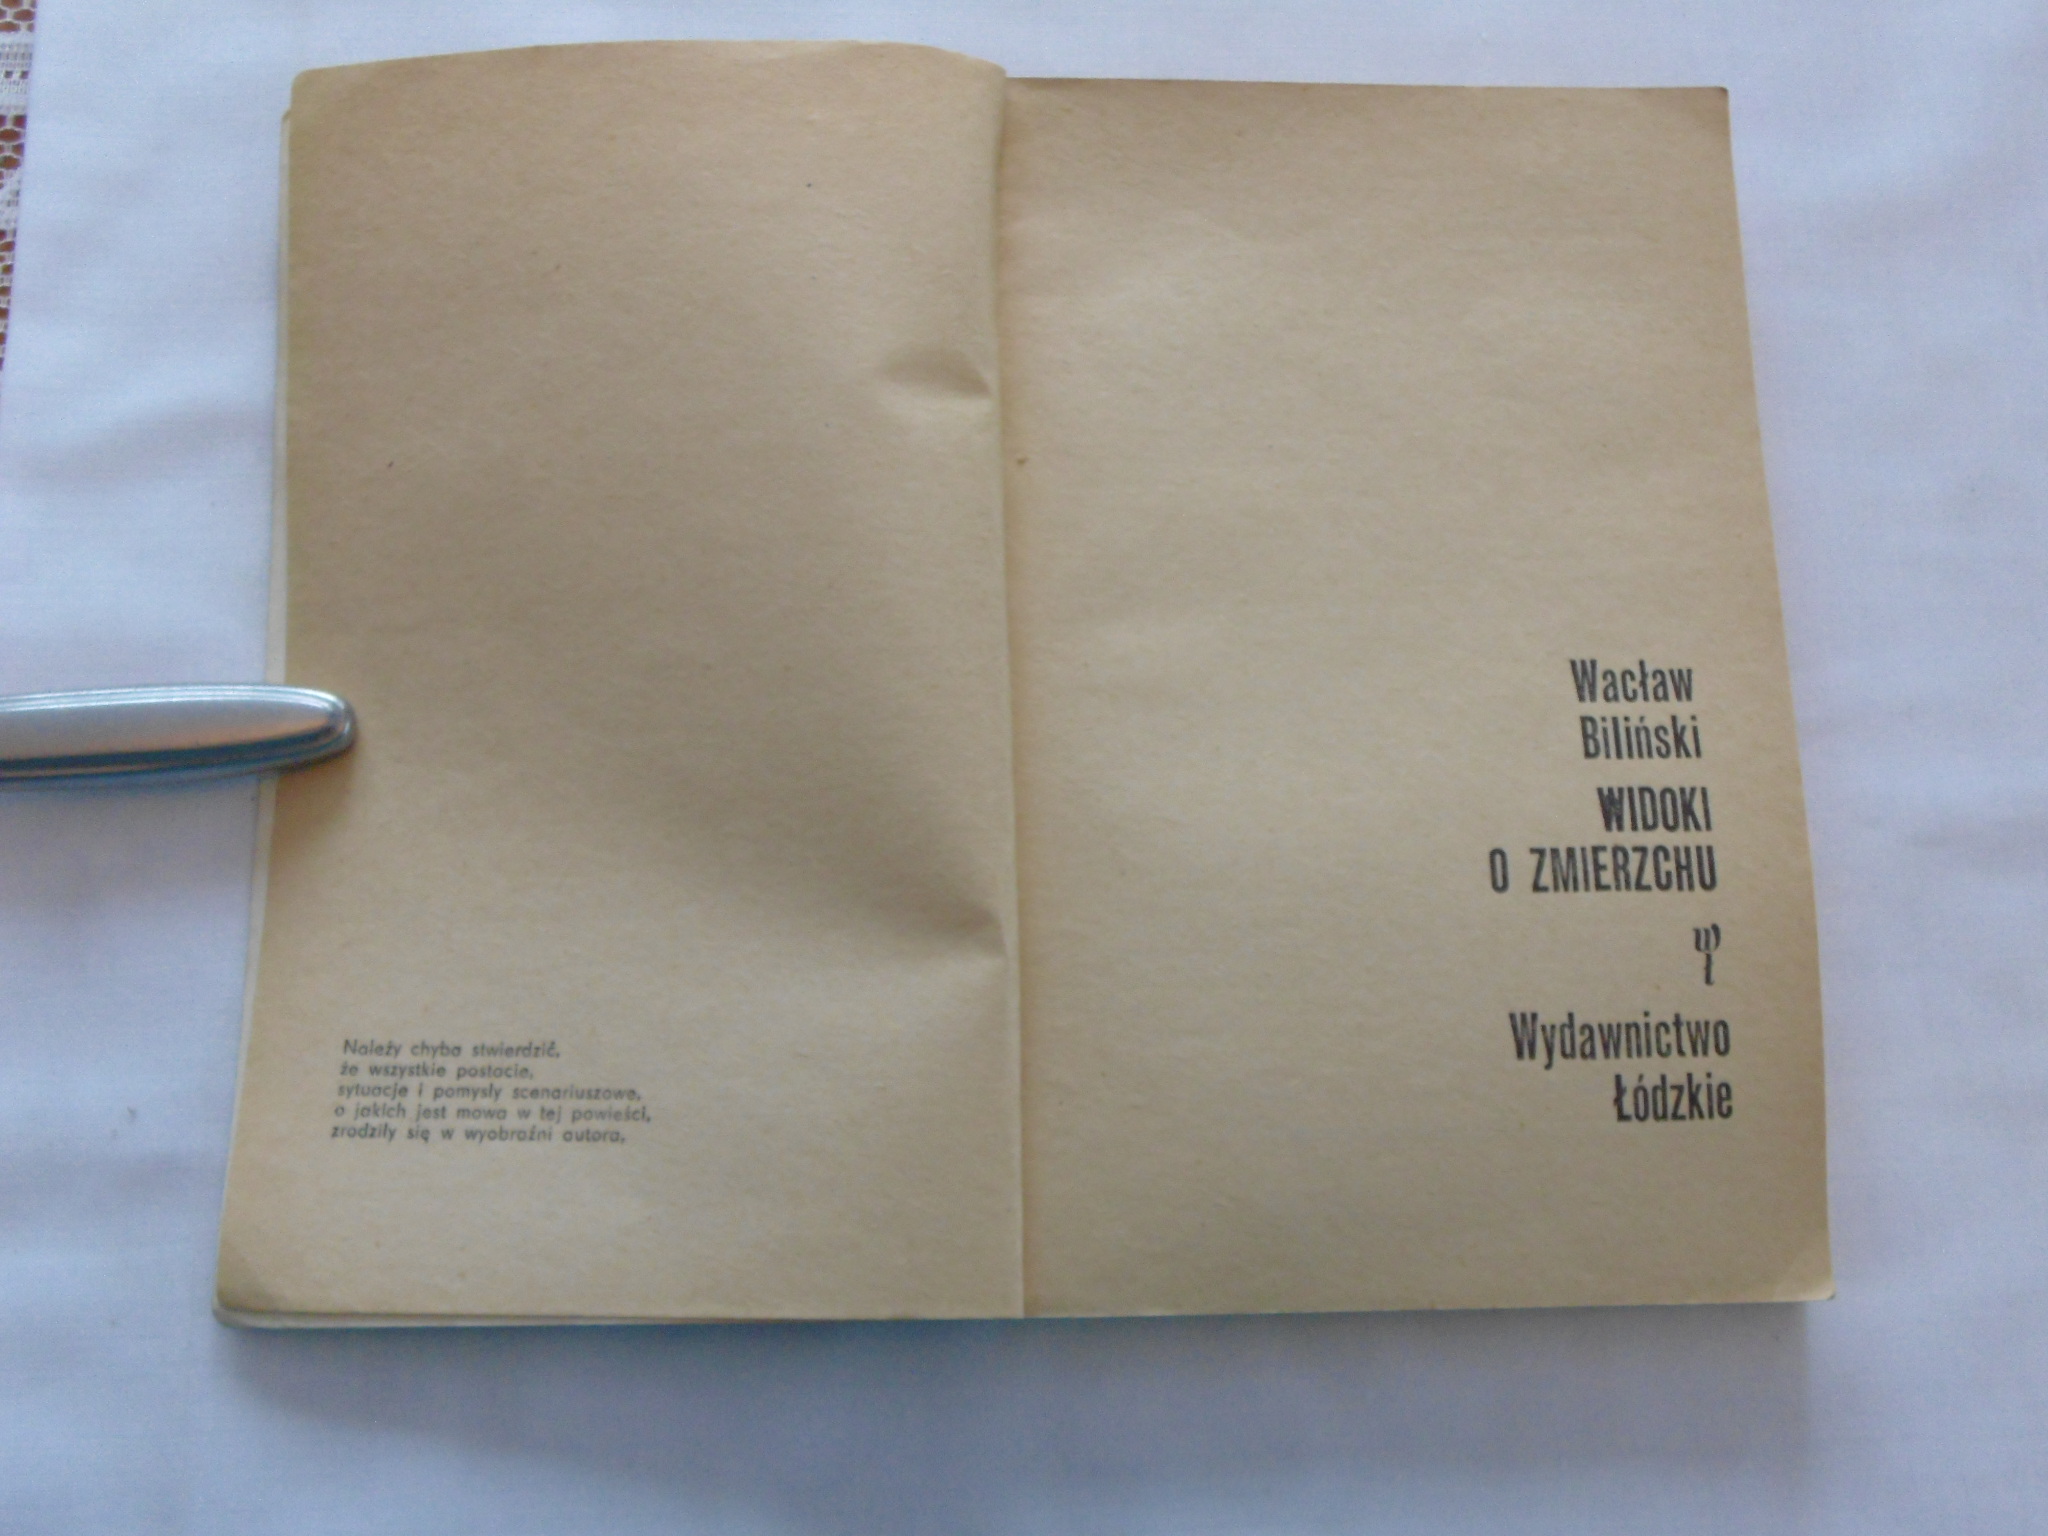 Należy chyba stwierdzić,
że wszystkie postacie,
sytuacje i pomysły scenariuszowe,
o jakich jest mowa w tej powieści,
zrodziły się w wyobraźni autora.
Wacław
Biliński
WIDOKI
O ZMIERZCHU
wł
Wydawnictwo
Łódzkie